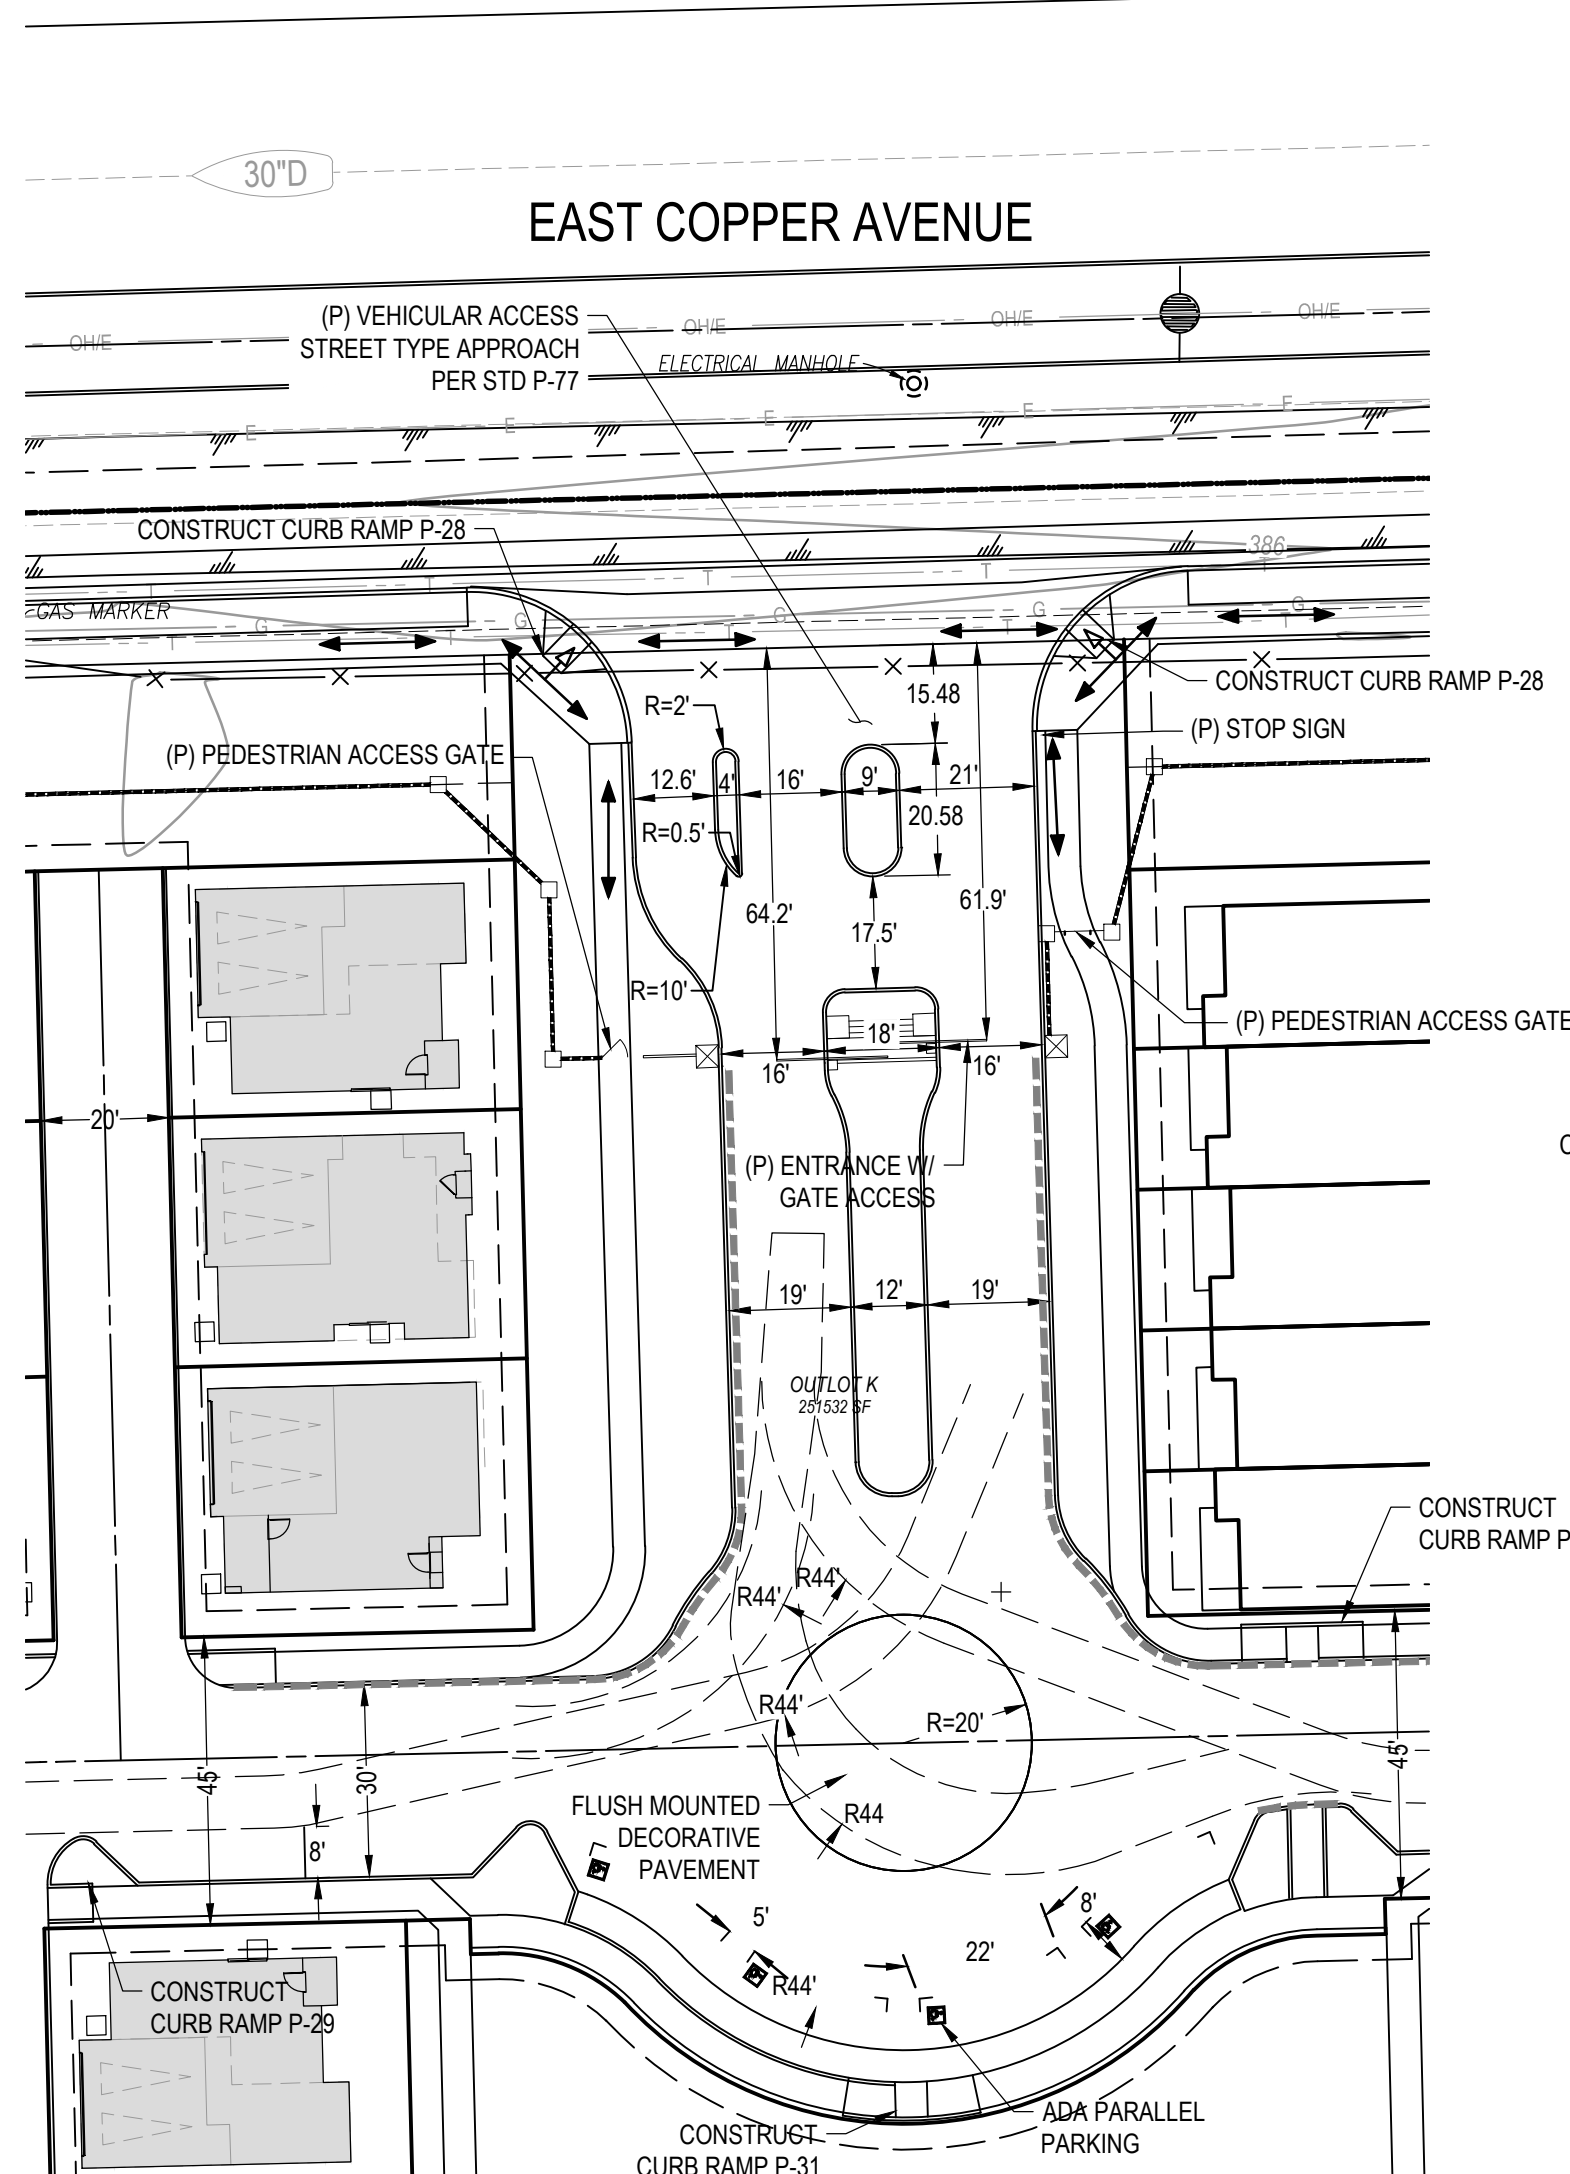 30"D
EAST COPPER AVENUE
(P) VEHICULAR ACCESS
STREET TYPE APPROACH
PER STD P-77
OH/E
OH/E
OH/E
OH/E
ELECTRICAL MANHOLE
E
E
E
E
E
CONSTRUCT CURB RAMP P-28
386
T
T
T
T
GAS MARKER
G
G
G
G
G
T
T
T
T
T
CONSTRUCT CURB RAMP P-28
15.48
R=2'
(P) STOP SIGN
(P) PEDESTRIAN ACCESS GATE
12.6'
4'
16'
9'
21'
20.58
R=0.5'
64.2'
61.9'
17.5'
R=10'
(P) PEDESTRIAN ACCESS GATE
18'
16'
16'
20'
(P) ENTRANCE W/
GATE ACCESS
19'
12'
19'
OUTLOT K
251532 SF
CONSTRUCT
CURB RAMP P
R44'
R44'
R44'
R=20'
45'
30'
45'
FLUSH MOUNTED
DECORATIVE
PAVEMENT
R44
8'
5'
8'
22'
R44'
CONSTRUCT
CURB RAMP P-29
ADA PARALLEL
PARKING
CONSTRUCT
CURB RAMP P-31